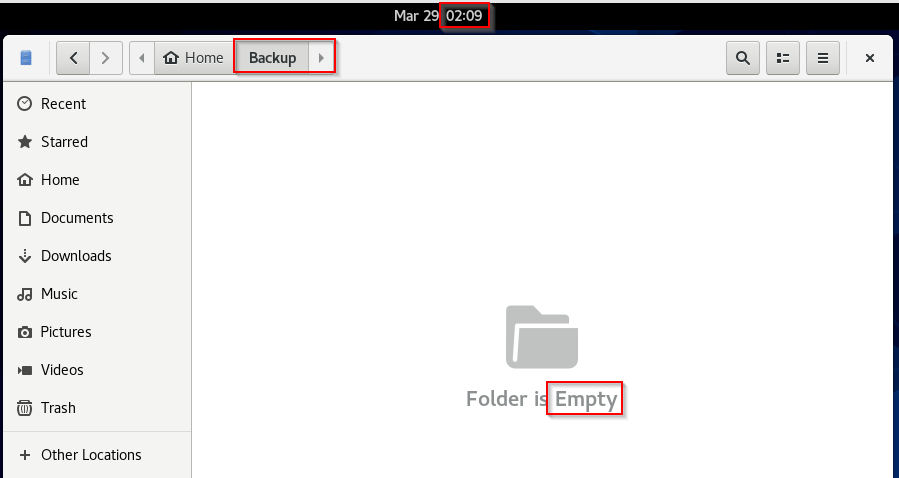 Mar 29 02:09
Home Backup
Recent
Starred
Home
Documents
Downloads
Music
Pictures
Videos
Trash
Other Locations
Folder is Empty